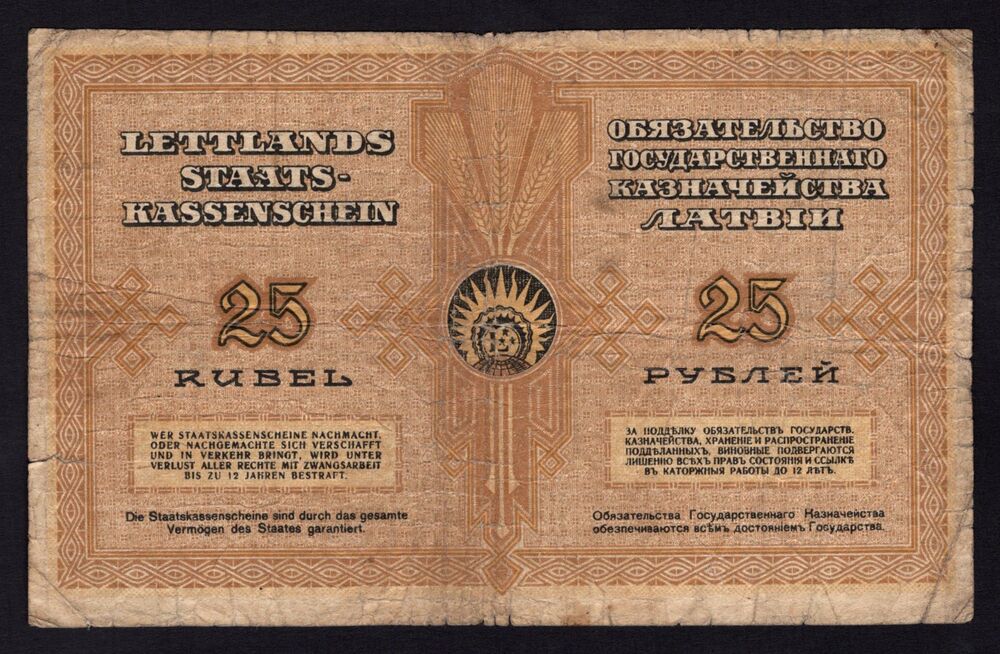 LETTLANDS
STAATS-
KASSENSCHEIN
25
RUBEL
WER STAATSKASSENSCHEINE NACHMACHT,
ODER NACHGEMACHTE SICH VERSCHAFFT
UND IN VERKEHR BRINGT, WIRD UNTER
VERLUST ALLER RECHTE MIT ZWANGSARBEIT
BIS ZU 12 JAHREN BESTRAFT.
Die Staatskassenscheine sind durch das gesamte
Vermögen des Staates garantiert.
ОБЯЗАТЕЛЬСТВО
ГОСУДАРСТВЕННАГО
КАЗНАЧЕЙСТВА
ЛАТВІИ
25
РУБЛЕЙ
ЗА ПОДДѢЛКУ ОБЯЗАТЕЛЬСТВЪ ГОСУДАРСТВ.
КАЗНАЧЕЙСТВА, ХРАНЕНІЕ И РАСПРОСТРАНЕНІЕ
ПОДДѢЛАННЫХЪ, ВИНОВНЫЕ ПОДВЕРГАЮТСЯ
ЛИШЕНІЮ ВСѢХЪ ПРАВЪ СОСТОЯНІЯ И ССЫЛКѢ
ВЪ КАТОРЖНЫЯ РАБОТЫ ДО 12 ЛѢТЪ.
Обязательства Государственнаго Казначейства
обезпечиваются всѣмъ достояніемъ Государства.